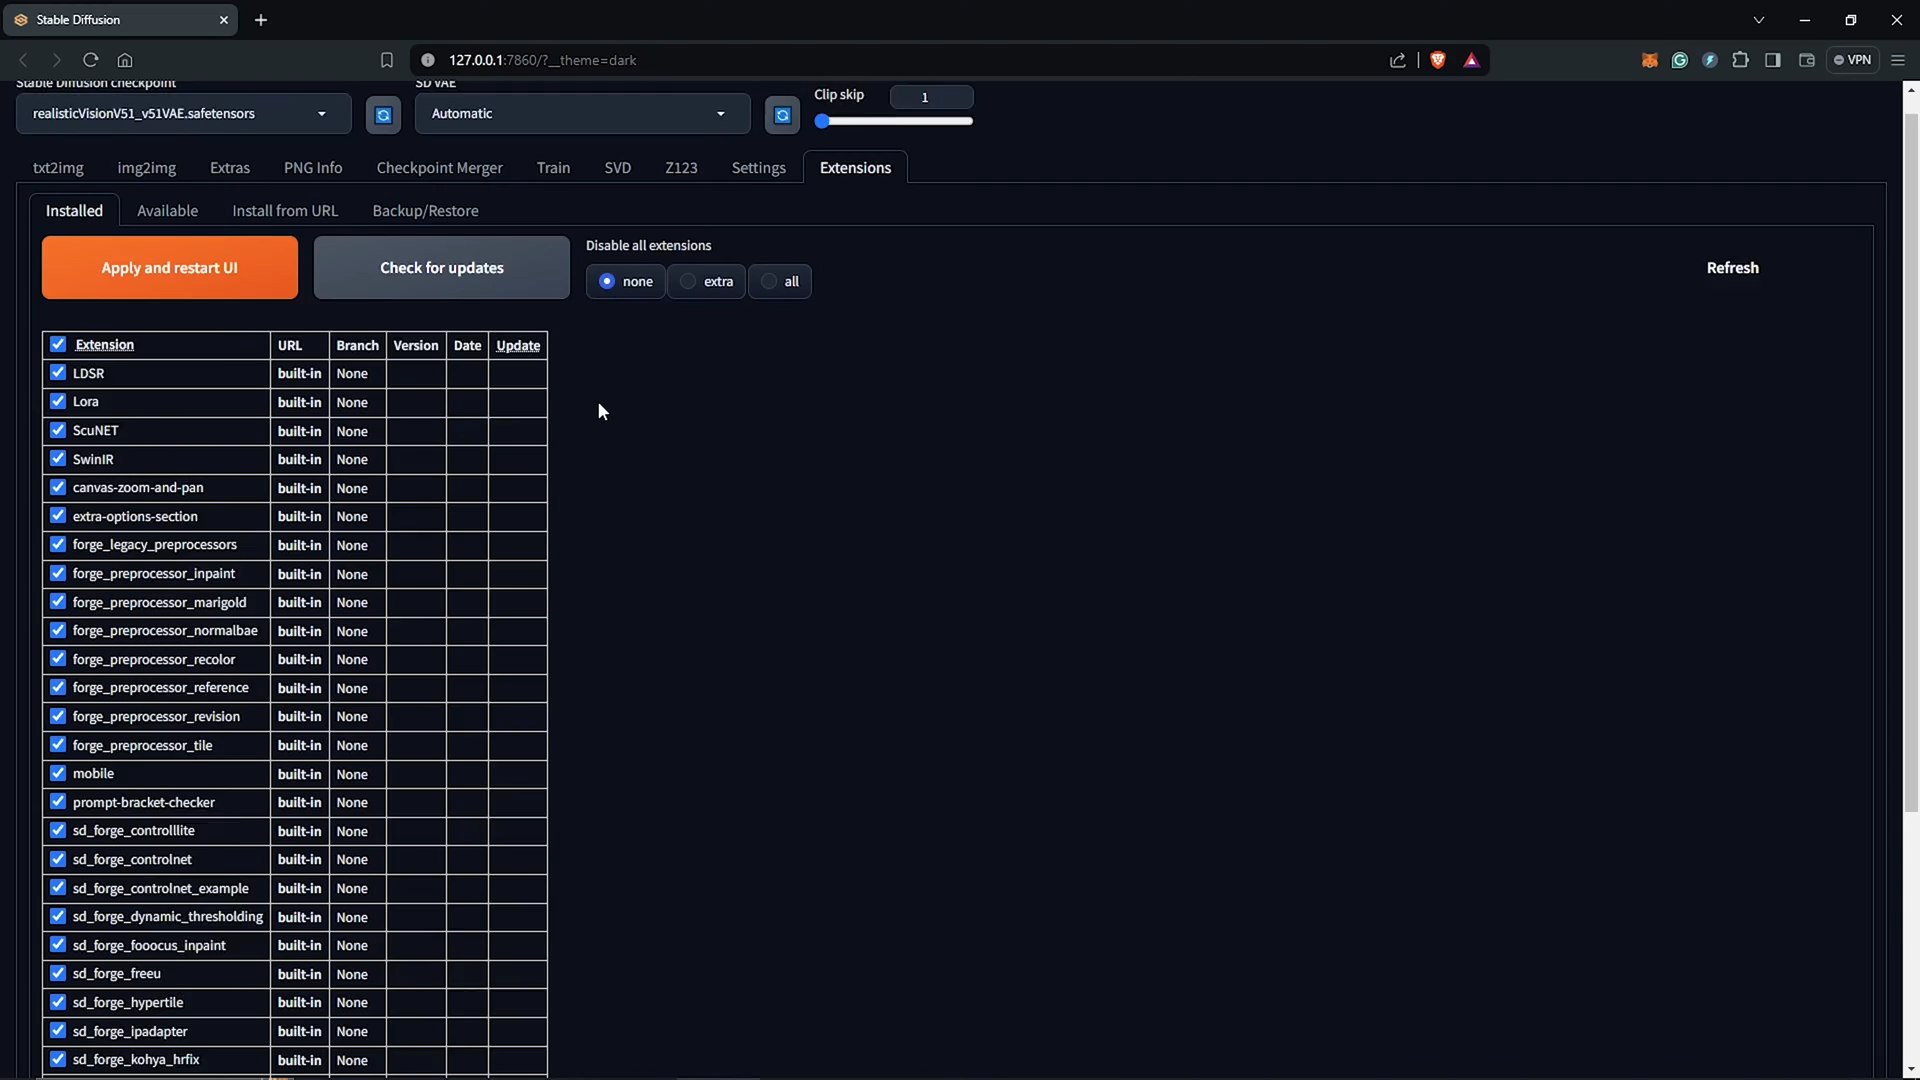 Stable Diffusion
127.0.0.1:7860/?__theme=dark
VPN
Stable Diffusion checkpoint
SD VAE
Clip skip
1
realisticVisionV51_v51VAE.safetensors
Automatic
txt2img
img2img
Extras
PNG Info
Checkpoint Merger
Train
SVD
Z123
Settings
Extensions
Installed
Available
Install from URL
Backup/Restore
Apply and restart UI
Check for updates
Disable all extensions
none
extra
all
Refresh
Extension URL Branch Version Date Update
LDSR built-in None
Lora built-in None
ScuNET built-in None
SwinIR built-in None
canvas-zoom-and-pan built-in None
extra-options-section built-in None
forge_legacy_preprocessors built-in None
forge_preprocessor_inpaint built-in None
forge_preprocessor_marigold built-in None
forge_preprocessor_normalbae built-in None
forge_preprocessor_recolor built-in None
forge_preprocessor_reference built-in None
forge_preprocessor_revision built-in None
forge_preprocessor_tile built-in None
mobile built-in None
prompt-bracket-checker built-in None
sd_forge_controlllite built-in None
sd_forge_controlnet built-in None
sd_forge_controlnet_example built-in None
sd_forge_dynamic_thresholding built-in None
sd_forge_fooocus_inpaint built-in None
sd_forge_freeu built-in None
sd_forge_hypertile built-in None
sd_forge_ipadapter built-in None
sd_forge_kohya_hrfix built-in None